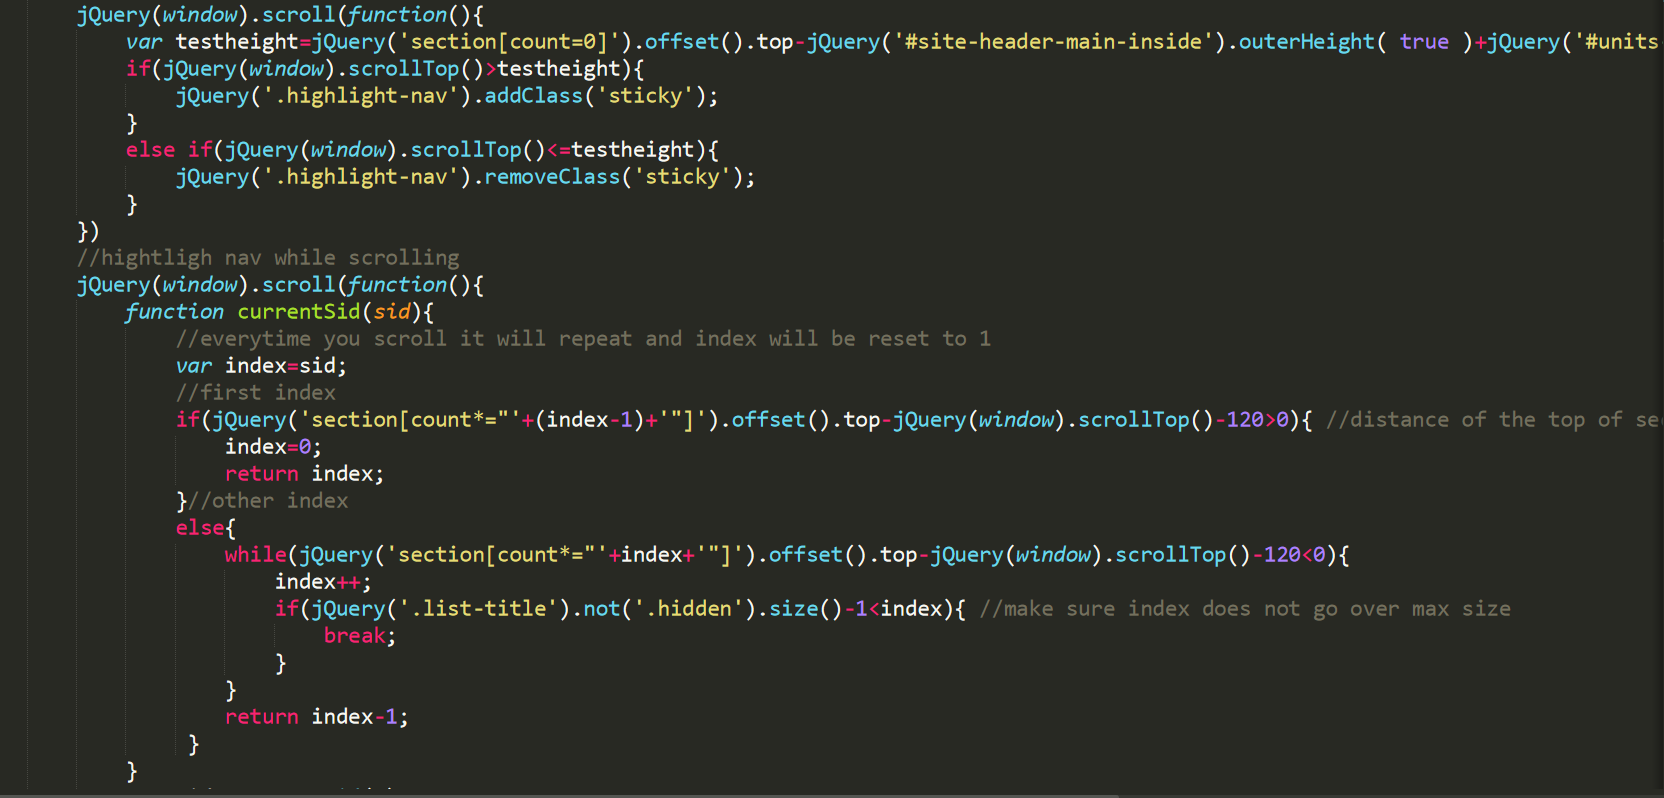 jQuery(window).scroll(function(){
var testheight=jQuery('section[count=0]').offset().top-jQuery('#site-header-main-inside').outerHeight( true )+jQuery('#units
if(jQuery(window).scrollTop()>testheight){
jQuery('.highlight-nav').addClass('sticky');
}
else if(jQuery(window).scrollTop()<=testheight){
jQuery('.highlight-nav').removeClass('sticky');
}
})
//hightligh nav while scrolling
jQuery(window).scroll(function(){
function currentSid(sid){
//everytime you scroll it will repeat and index will be reset to 1
var index=sid;
//first index
if(jQuery('section[count*="'+(index-1)+'"]').offset().top-jQuery(window).scrollTop()-120>0){ //distance of the top of se
index=0;
return index;
}//other index
else{
while(jQuery('section[count*="'+index+'"]').offset().top-jQuery(window).scrollTop()-120<0){
index++;
if(jQuery('.list-title').not('.hidden').size()-1<index){ //make sure index does not go over max size
break;
}
}
return index-1;
}
}